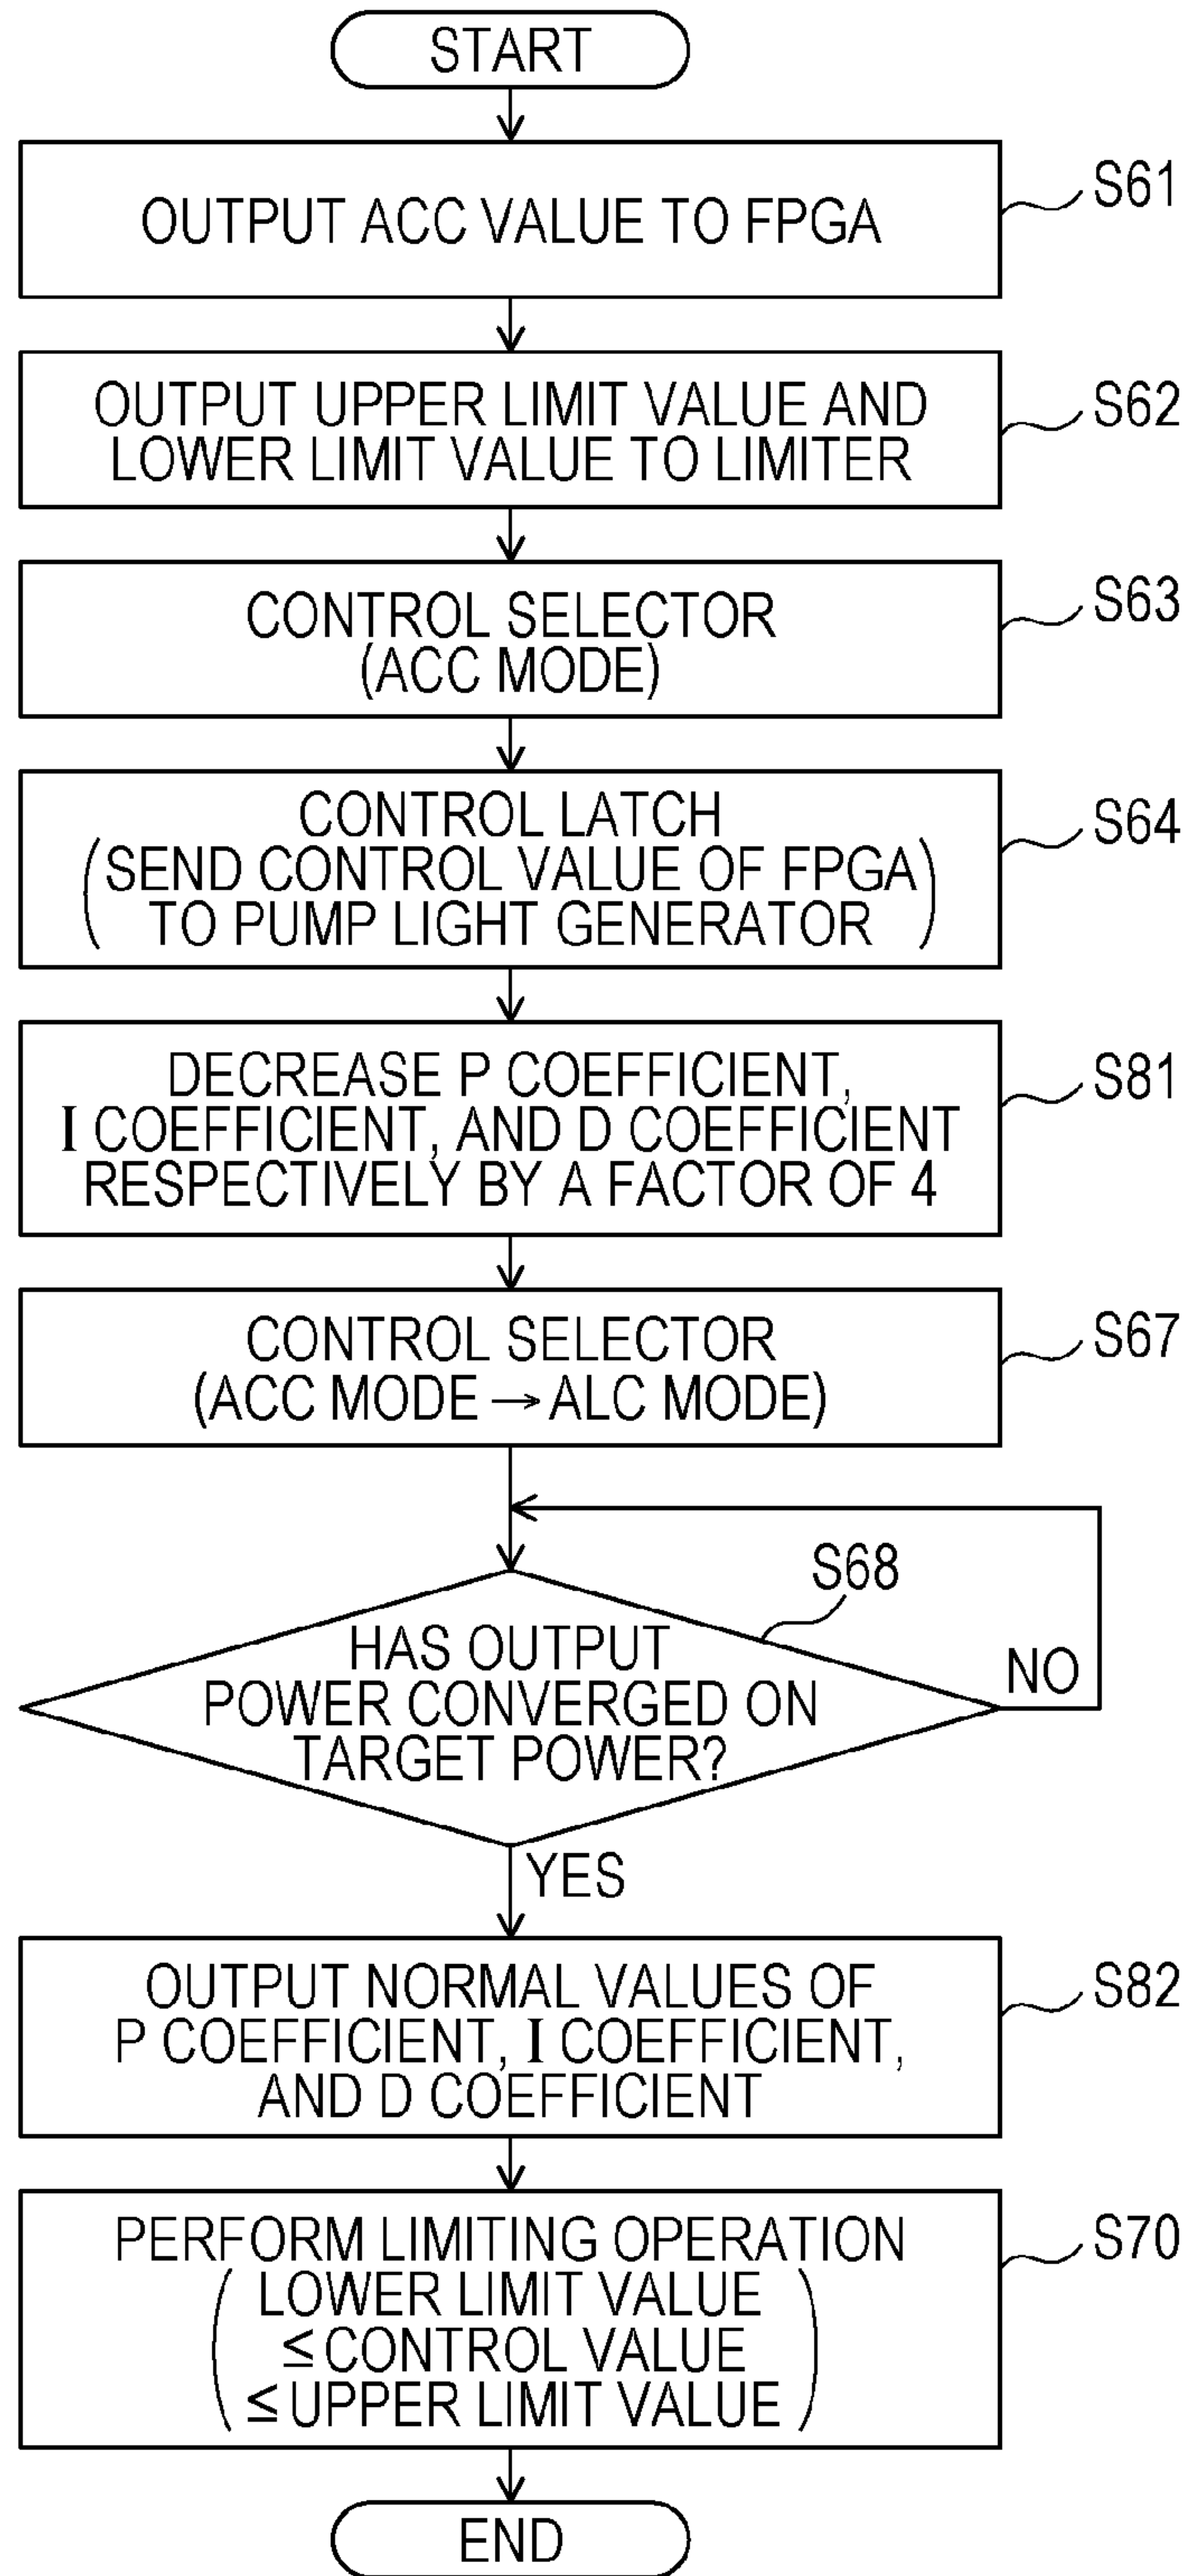 START
OUTPUT ACC VALUE TO FPGA
S61
OUTPUT UPPER LIMIT VALUE AND
LOWER LIMIT VALUE TO LIMITER
S62
CONTROL SELECTOR
(ACC MODE)
S63
CONTROL LATCH
(SEND CONTROL VALUE OF FPGA
TO PUMP LIGHT GENERATOR)
S64
DECREASE P COEFFICIENT,
I COEFFICIENT, AND D COEFFICIENT
RESPECTIVELY BY A FACTOR OF 4
S81
CONTROL SELECTOR
(ACC MODE → ALC MODE)
S67
S68
HAS OUTPUT
POWER CONVERGED ON
TARGET POWER?
NO
YES
OUTPUT NORMAL VALUES OF
P COEFFICIENT, I COEFFICIENT,
AND D COEFFICIENT
S82
PERFORM LIMITING OPERATION
(LOWER LIMIT VALUE
≤ CONTROL VALUE
≤ UPPER LIMIT VALUE)
S70
END